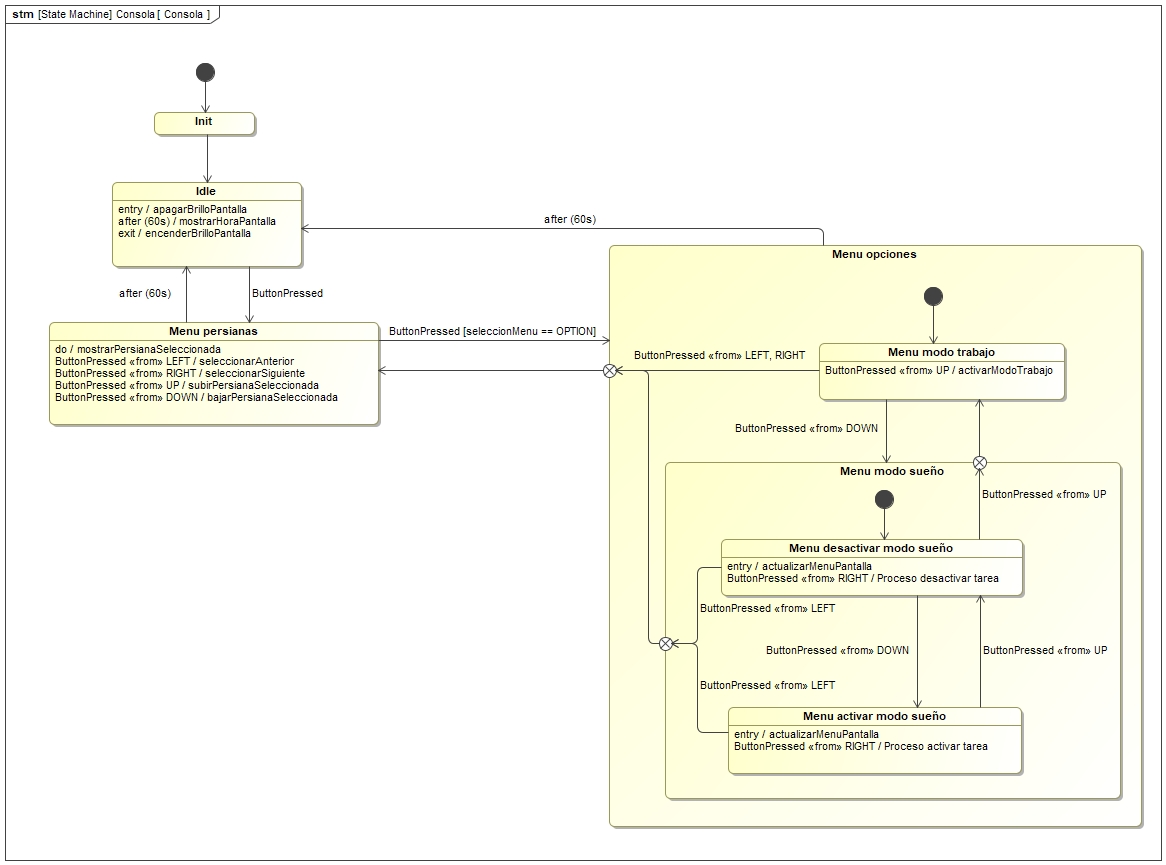 stm [State Machine] Consola [ Consola ]
Init
Idle
entry / apagarBrilloPantalla
after (60s) / mostrarHoraPantalla
exit / encenderBrilloPantalla
after (60s)
Menu opciones
after (60s)
ButtonPressed
Menu persianas
do / mostrarPersianaSeleccionada
ButtonPressed «from» LEFT / seleccionarAnterior
ButtonPressed «from» RIGHT / seleccionarSiguiente
ButtonPressed «from» UP / subirPersianaSeleccionada
ButtonPressed «from» DOWN / bajarPersianaSeleccionada
ButtonPressed [seleccionMenu == OPTION]
ButtonPressed «from» LEFT, RIGHT
Menu modo trabajo
ButtonPressed «from» UP / activarModoTrabajo
ButtonPressed «from» DOWN
Menu modo sueño
ButtonPressed «from» UP
Menu desactivar modo sueño
entry / actualizarMenuPantalla
ButtonPressed «from» RIGHT / Proceso desactivar tarea
ButtonPressed «from» LEFT
ButtonPressed «from» DOWN
ButtonPressed «from» UP
ButtonPressed «from» LEFT
Menu activar modo sueño
entry / actualizarMenuPantalla
ButtonPressed «from» RIGHT / Proceso activar tarea